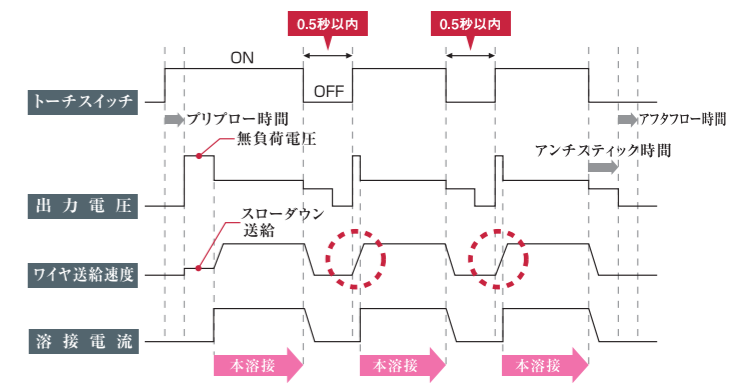 0.5秒以内
0.5秒以内
ON
OFF
トーチスイッチ
プリプロー時間
アフタフロー時間
無負荷電圧
アンチスティック時間
出力電圧
スローダウン
送給
ワイヤ送給速度
溶接電流
本溶接
本溶接
本溶接